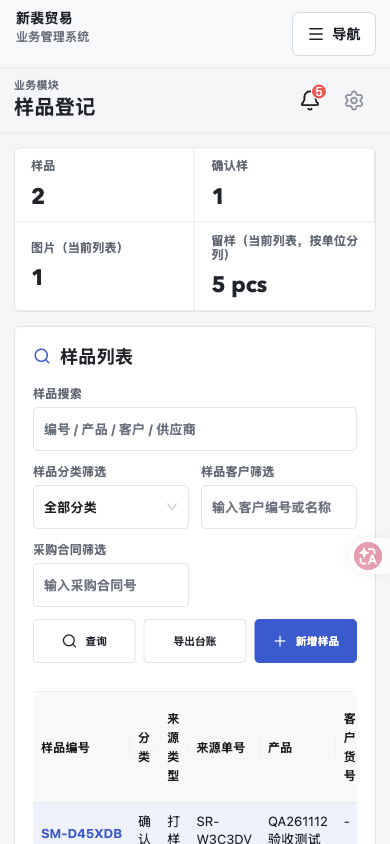 新裴贸易
业务管理系统
导航
业务模块
样品登记
5
样品
2
确认样
1
图片（当前列表）
1
留样（当前列表，按单位分列）
5 pcs
样品列表
样品搜索
编号 / 产品 / 客户 / 供应商
样品分类筛选
样品客户筛选
全部分类
输入客户编号或名称
采购合同筛选
输入采购合同号
查询
导出台账
新增样品
样品编号
分类
来源类型
来源单号
产品
客户货号
SM-D45XDB
确认
打样
SR-
W3C3DV
QA261112
验收测试
-